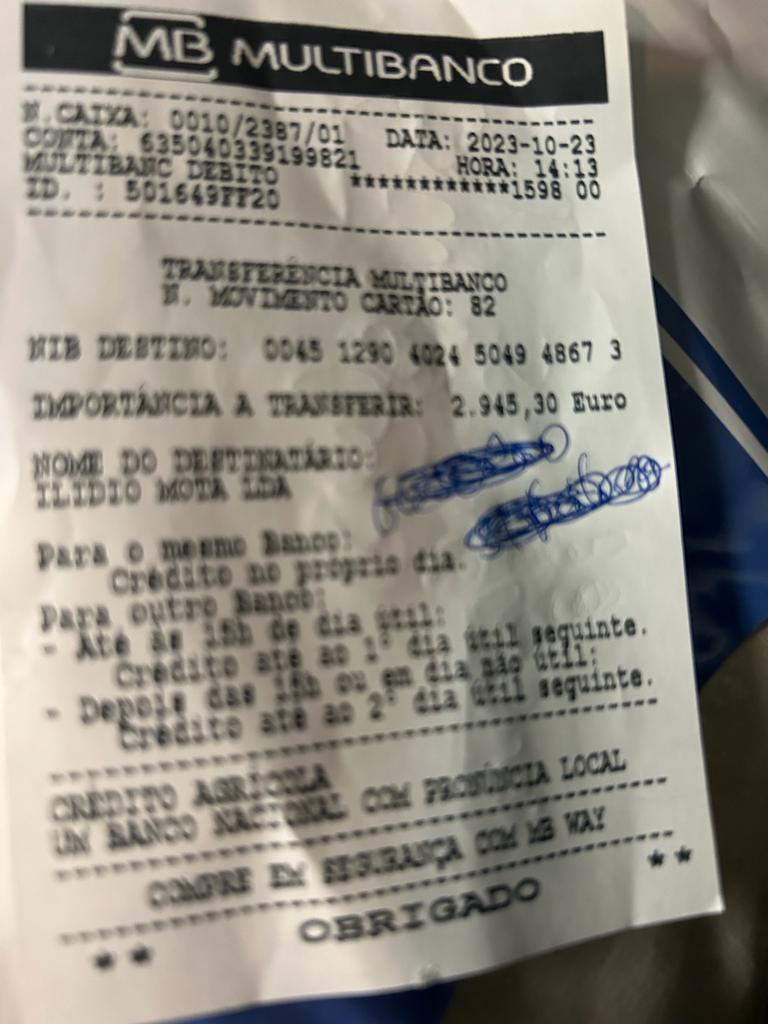 MB MULTIBANCO
N.CAIXA: 0010/2387/01 DATA: 2023-10-23
CONTA: 635040339199821 HORA: 14:13
MULTIBANC DEBITO ************1598 00
ID. : 501649FF20
TRANSFERÊNCIA MULTIBANCO
N. MOVIMENTO CARTÃO: 82
NIB DESTINO: 0045 1290 4024 5049 4867 3
IMPORTÂNCIA A TRANSFERIR: 2.945,30 Euro
NOME DO DESTINATÁRIO:
ILIDIO MOTA LDA
Para o mesmo Banco:
Crédito no próprio dia.
Para outro Banco:
- Até às 15h de dia útil:
Crédito até ao 1º dia útil seguinte.
- Depois das 15h ou em dia não útil:
Crédito até ao 2º dia útil seguinte.
CRÉDITO AGRÍCOLA
UM BANCO NACIONAL COM PRONÚNCIA LOCAL
COMPRE EM SEGURANÇA COM MB WAY
**
OBRIGADO
**